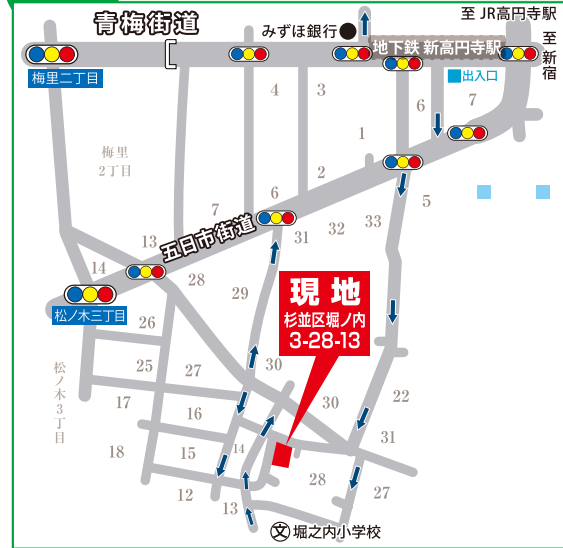 至 JR高円寺駅
青梅街道
みずほ銀行
至 新宿
地下鉄 新高円寺駅
梅里二丁目
出入口
4
3
6
7
1
梅里
2丁目
2
6
5
7
33
32
31
13
五日市街道
14
28
29
松ノ木三丁目
現地
杉並区堀ノ内
3-28-13
26
25
27
30
松ノ木3丁目
17
16
30
22
18
15
14
31
28
12
13
27
文 堀之内小学校